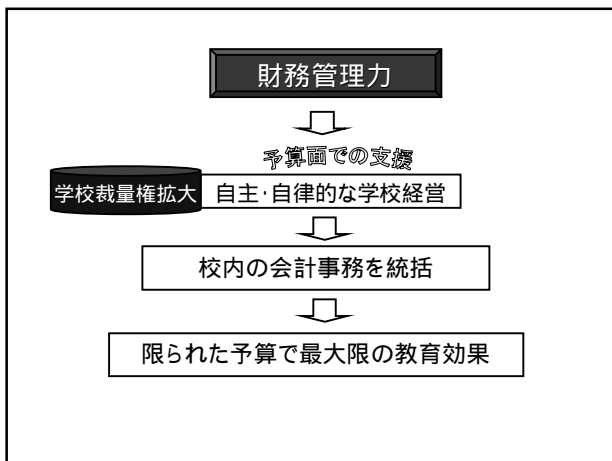 財務管理力
予算面での支援
学校裁量権拡大
自主・自律的な学校経営
校内の会計事務を統括
限られた予算で最大限の教育効果